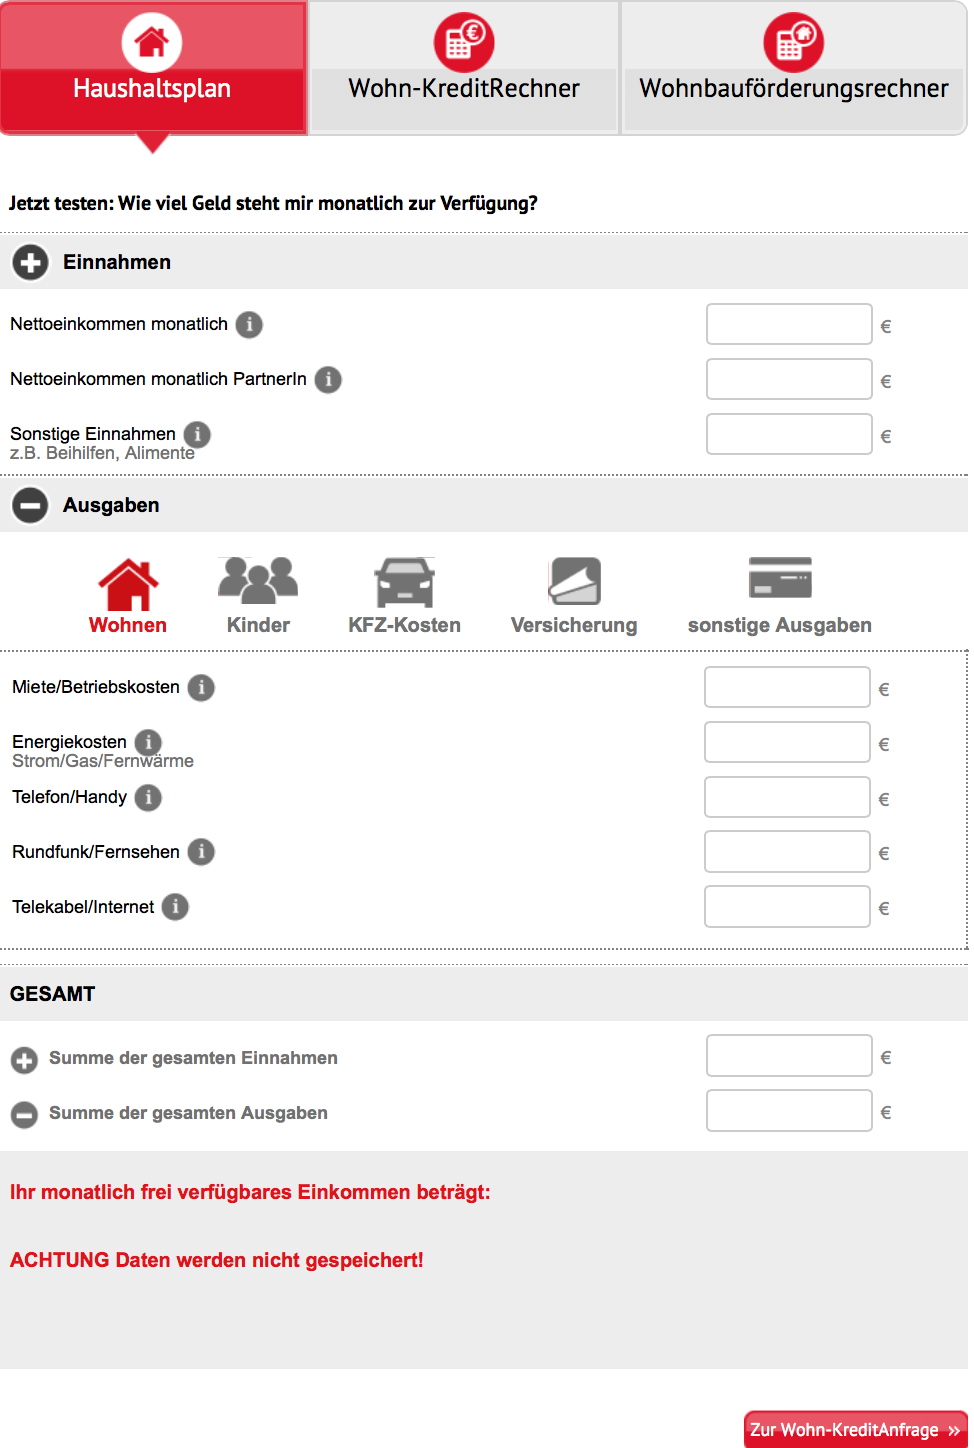 Haushaltsplan
Wohn-KreditRechner
Wohnbauförderungsrechner
Jetzt testen: Wie viel Geld steht mir monatlich zur Verfügung?
Einnahmen
Nettoeinkommen monatlich i €
Nettoeinkommen monatlich PartnerIn i €
Sonstige Einnahmen i €
z.B. Beihilfen, Alimente
Ausgaben
Wohnen Kinder KFZ-Kosten Versicherung sonstige Ausgaben
Miete/Betriebskosten i €
Energiekosten i €
Strom/Gas/Fernwärme
Telefon/Handy i €
Rundfunk/Fernsehen i €
Telekabel/Internet i €
GESAMT
Summe der gesamten Einnahmen €
Summe der gesamten Ausgaben €
Ihr monatlich frei verfügbares Einkommen beträgt:
ACHTUNG Daten werden nicht gespeichert!
Zur Wohn-KreditAnfrage »